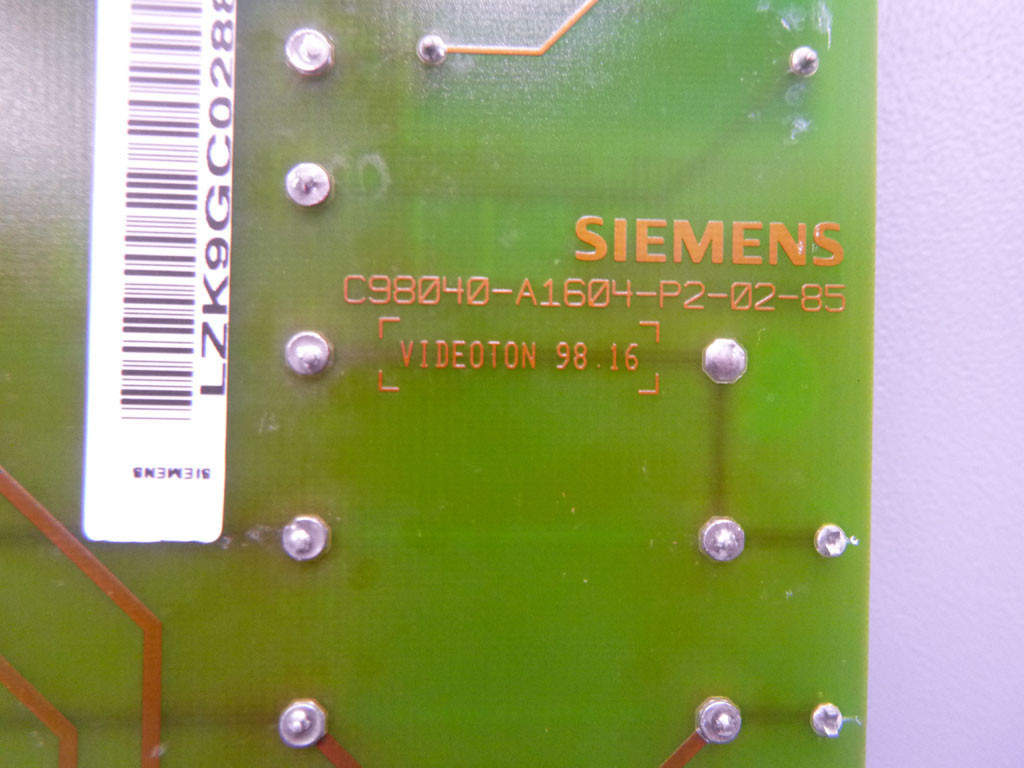 LZK9GC0288
SIEMENS
SIEMENS
C98040-A1604-P2-02-85
VIDEOTON 98.16